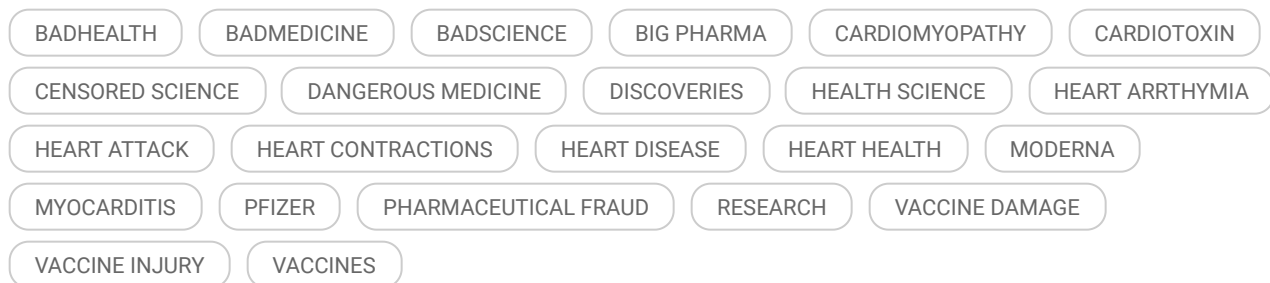 BADHEALTH BADMEDICINE BADSCIENCE BIG PHARMA CARDIOMYOPATHY CARDIOTOXIN
CENSORED SCIENCE DANGEROUS MEDICINE DISCOVERIES HEALTH SCIENCE HEART ARRTHYMIA
HEART ATTACK HEART CONTRACTIONS HEART DISEASE HEART HEALTH MODERNA
MYOCARDITIS PFIZER PHARMACEUTICAL FRAUD RESEARCH VACCINE DAMAGE
VACCINE INJURY VACCINES